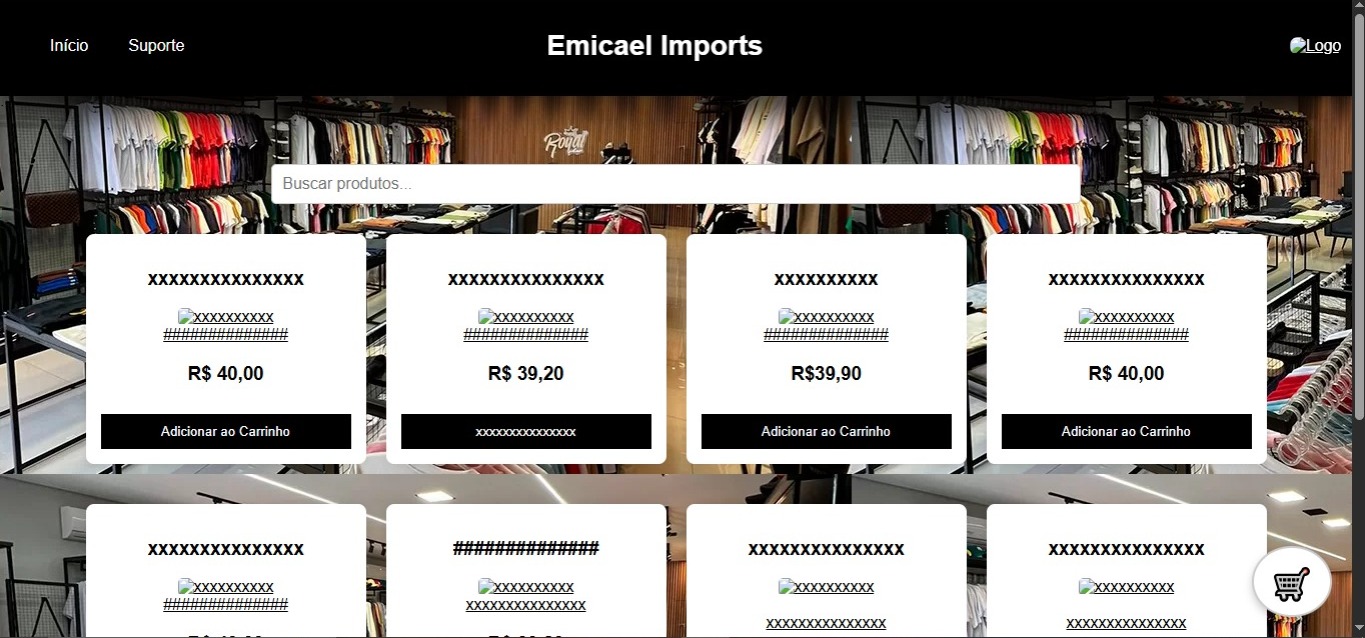 Início Suporte Emicael Imports Logo
Royal
Buscar produtos...
xxxxxxxxxxxxxxx xxxxxxxxxxxxxxx xxxxxxxxxx xxxxxxxxxxxxxxx
xxxxxxxxxx xxxxxxxxxx xxxxxxxxxx xxxxxxxxxx
############## ############## ############## ##############
R$ 40,00 R$ 39,20 R$39,90 R$ 40,00
Adicionar ao Carrinho xxxxxxxxxxxxxxx Adicionar ao Carrinho Adicionar ao Carrinho
xxxxxxxxxxxxxxx ############## xxxxxxxxxxxxxxx xxxxxxxxxxxxxxx
xxxxxxxxxx xxxxxxxxxx xxxxxxxxxx xxxxxxxxxx
############## xxxxxxxxxxxxxxx
xxxxxxxxxxxxxxx xxxxxxxxxxxxxxx